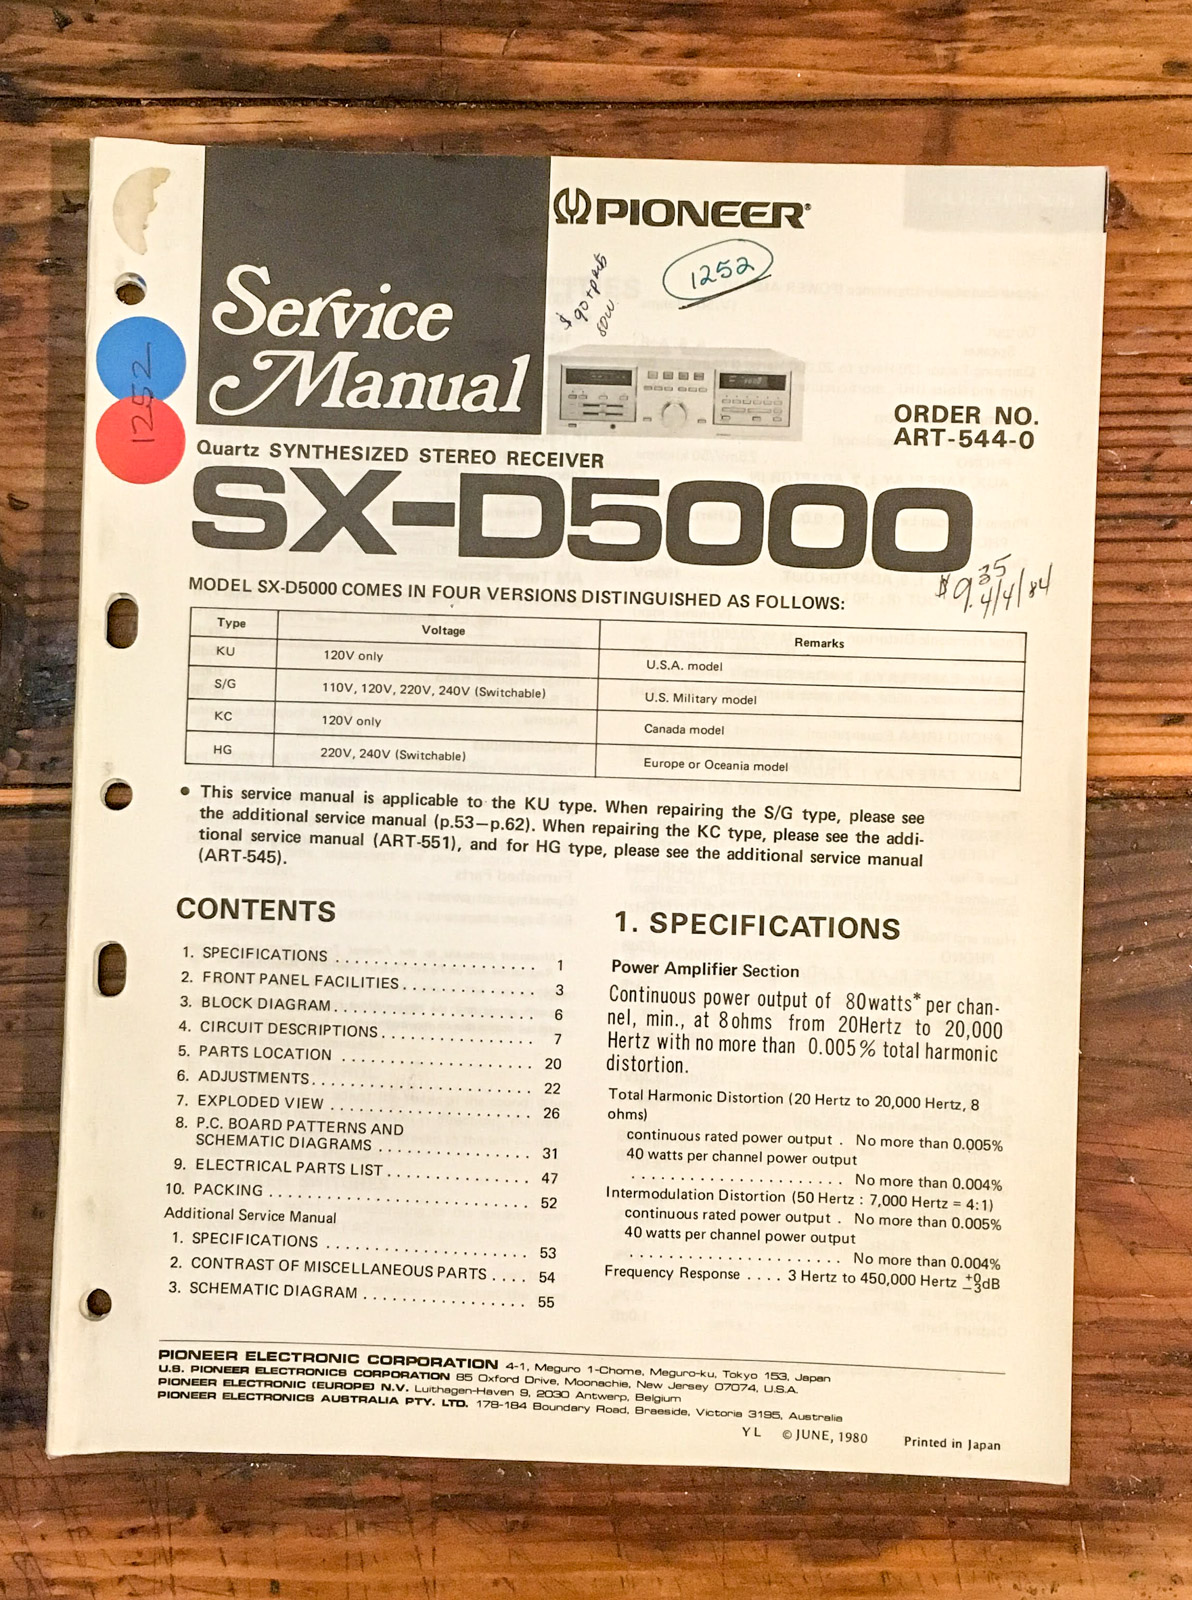 PIONEER®
Service
Manual
1252
$90 + parts
80W
1252
ORDER NO.
ART-544-0
Quartz SYNTHESIZED STEREO RECEIVER
SX-D5000
$9.35
4/4/84
MODEL SX-D5000 COMES IN FOUR VERSIONS DISTINGUISHED AS FOLLOWS:
Type Voltage Remarks
KU 120V only U.S.A. model
S/G 110V, 120V, 220V, 240V (Switchable) U.S. Military model
KC 120V only Canada model
HG 220V, 240V (Switchable) Europe or Oceania model
• This service manual is applicable to the KU type. When repairing the S/G type, please see
the additional service manual (p.53–p.62). When repairing the KC type, please see the addi-
tional service manual (ART-551), and for HG type, please see the additional service manual
(ART-545).
CONTENTS
1. SPECIFICATIONS . . . . . . . . . . . . . . . . . . . . . 1
2. FRONT PANEL FACILITIES . . . . . . . . . . . . . . 3
3. BLOCK DIAGRAM . . . . . . . . . . . . . . . . . . . . . 6
4. CIRCUIT DESCRIPTIONS . . . . . . . . . . . . . . . . 7
5. PARTS LOCATION . . . . . . . . . . . . . . . . . . . . 20
6. ADJUSTMENTS . . . . . . . . . . . . . . . . . . . . . . . 22
7. EXPLODED VIEW . . . . . . . . . . . . . . . . . . . . . 26
8. P.C. BOARD PATTERNS AND
SCHEMATIC DIAGRAMS . . . . . . . . . . . . . . . . 31
9. ELECTRICAL PARTS LIST . . . . . . . . . . . . . . . 47
10. PACKING . . . . . . . . . . . . . . . . . . . . . . . . . . . 52
Additional Service Manual
1. SPECIFICATIONS . . . . . . . . . . . . . . . . . . . . . 53
2. CONTRAST OF MISCELLANEOUS PARTS . . . . 54
3. SCHEMATIC DIAGRAM . . . . . . . . . . . . . . . . . 55
1. SPECIFICATIONS
Power Amplifier Section
Continuous power output of 80watts* per chan-
nel, min., at 8ohms from 20Hertz to 20,000
Hertz with no more than 0.005% total harmonic
distortion.
Total Harmonic Distortion (20 Hertz to 20,000 Hertz, 8
ohms)
continuous rated power output . No more than 0.005%
40 watts per channel power output
. . . . . . . . . . . . . . . . . . . . . . No more than 0.004%
Intermodulation Distortion (50 Hertz : 7,000 Hertz = 4:1)
continuous rated power output . No more than 0.005%
40 watts per channel power output
. . . . . . . . . . . . . . . . . . . . . . No more than 0.004%
Frequency Response . . . . 3 Hertz to 450,000 Hertz +0 −3dB
PIONEER ELECTRONIC CORPORATION 4-1, Meguro 1-Chome, Meguro-ku, Tokyo 153, Japan
U.S. PIONEER ELECTRONICS CORPORATION 85 Oxford Drive, Moonachie, New Jersey 07074, U.S.A.
PIONEER ELECTRONIC (EUROPE) N.V. Luithagen-Haven 9, 2030 Antwerp, Belgium
PIONEER ELECTRONICS AUSTRALIA PTY. LTD. 178-184 Boundary Road, Braeside, Victoria 3195, Australia
YL © JUNE, 1980 Printed in Japan